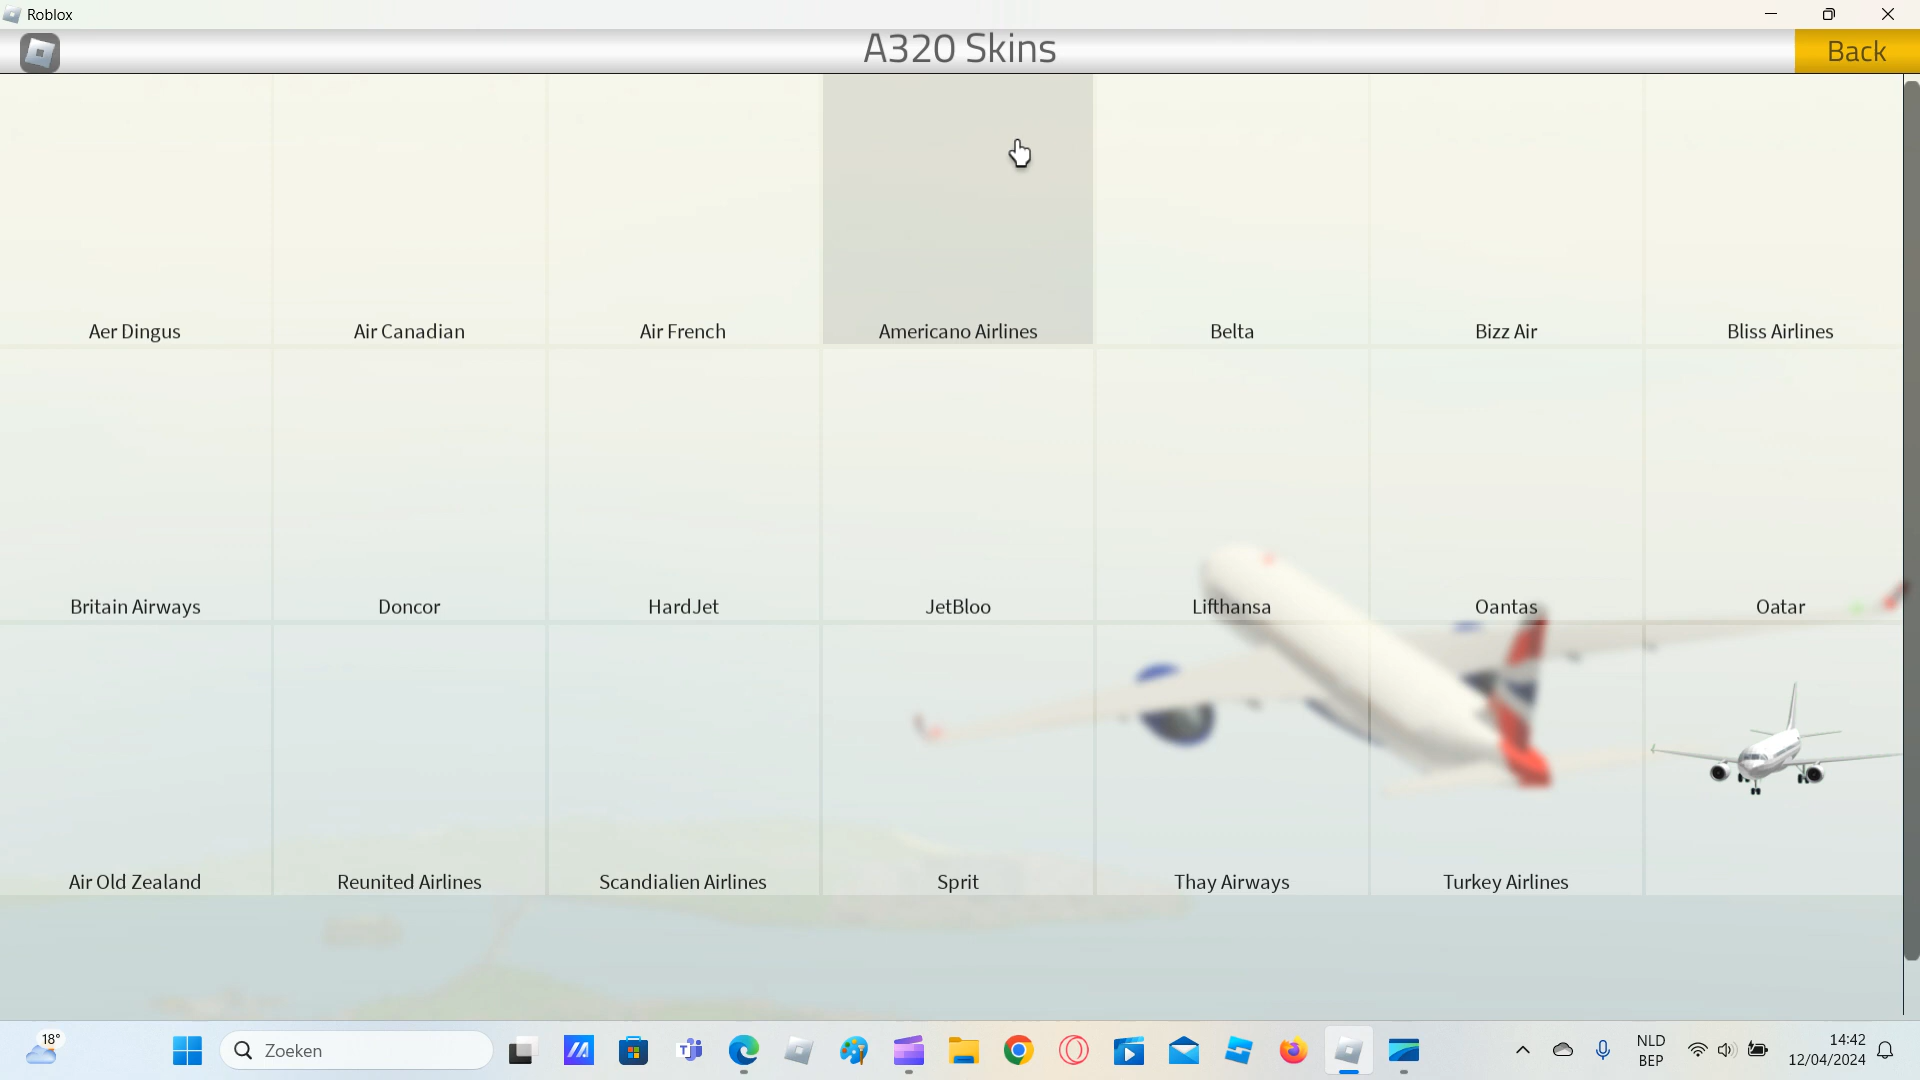 Roblox
A320 Skins
Back
Aer Dingus
Air Canadian
Air French
Americano Airlines
Belta
Bizz Air
Bliss Airlines
Britain Airways
Doncor
HardJet
JetBloo
Lifthansa
Oantas
Oatar
Air Old Zealand
Reunited Airlines
Scandialien Airlines
Sprit
Thay Airways
Turkey Airlines
18°
Zoeken
NLD
BEP
14:42
12/04/2024